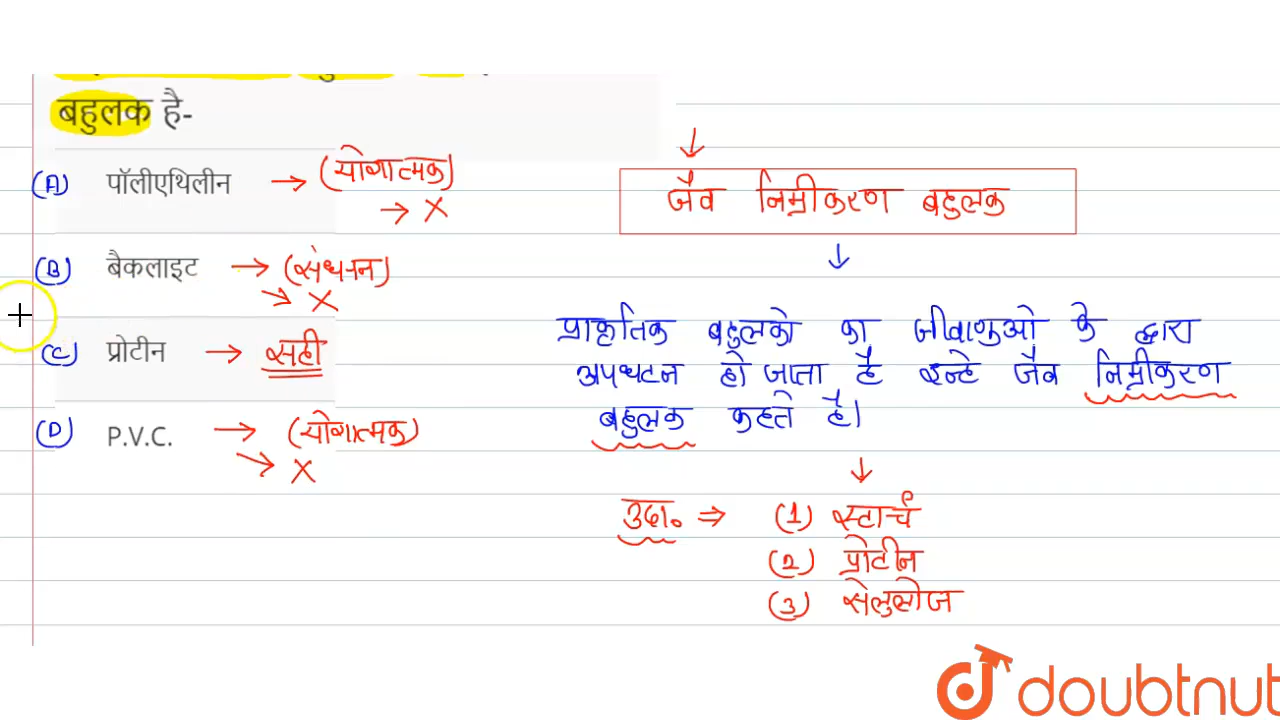 बहुलक है-
(A) पॉलीएथिलीन → (योगात्मक)
→ X
(B) बैकलाइट → (संघनन)
→ X
(C) प्रोटीन → सही
(D) P.V.C. → (योगात्मक)
→ X
↓
जैव निम्नीकरण बहुलक
↓
प्राकृतिक बहुलको का जीवाणुओ के द्वारा
अपघटन हो जाता है इन्हे जैव निम्नीकरण
बहुलक कहते है।
↓
उदा. ⇒ (1) स्टार्च
(2) प्रोटीन
(3) सेलुलोज
doubtnut